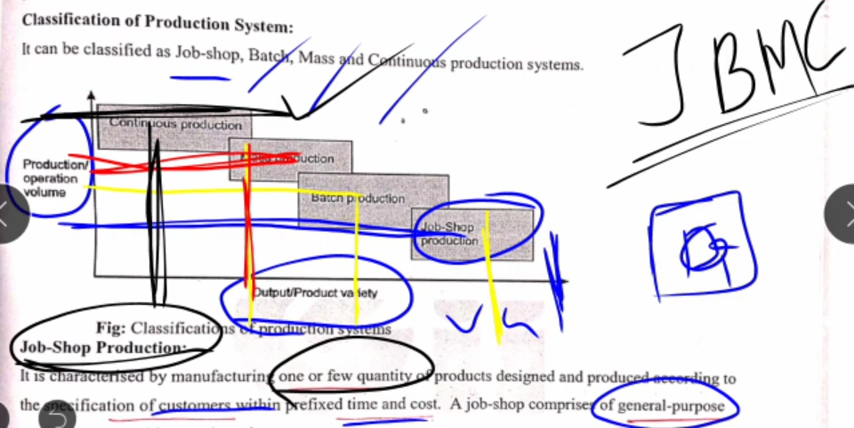 Classification of Production System:
It can be classified as Job-shop, Batch, Mass and Continuous production systems.
JBMC
Continuous production
Production/
operation
volume
Mass production
Batch production
Job-Shop
production
Output/Product variety
Fig: Classifications of production systems
Job-Shop Production:
It is characterised by manufacturing one or few quantity of products designed and produced according to
the specification of customers within prefixed time and cost. A job-shop comprises of general-purpose